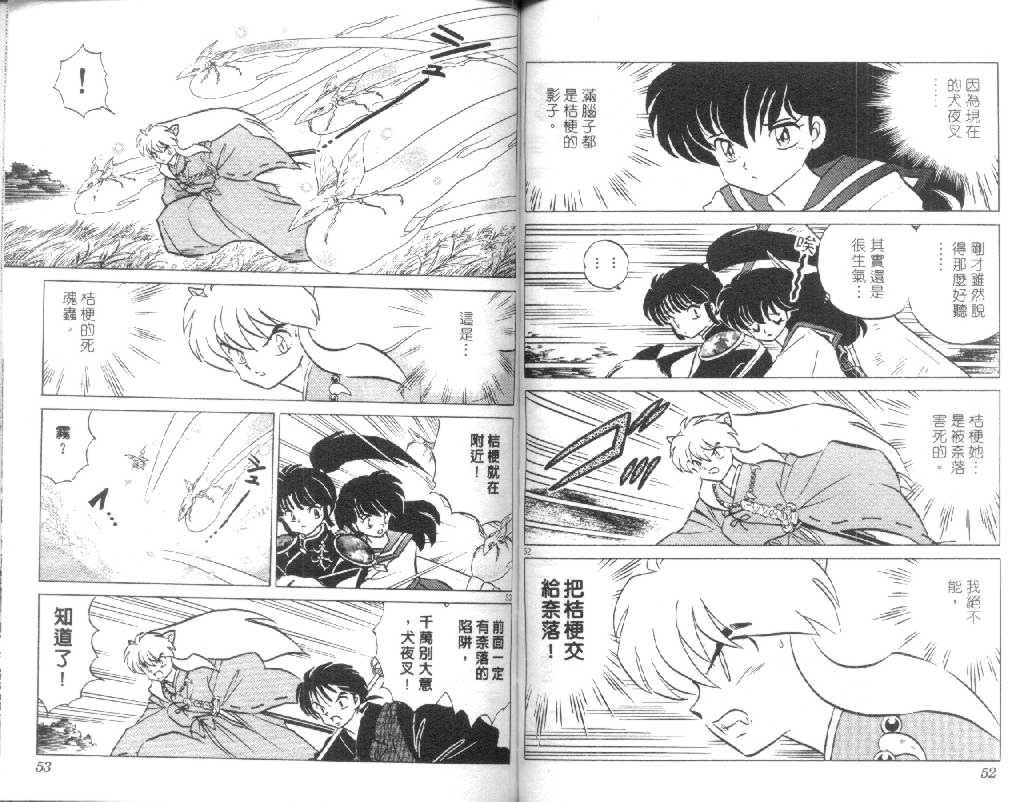 因為現在
的犬夜叉
……
滿腦子都
是桔梗的
影子。
剛才雖然說
得那麼好聽
……
其實還是
很生氣…
唉
……
桔梗她…
是被奈落
害死的。
我絕不
能，
把桔梗交
給奈落！
52
52
！
這是…
桔梗的死
魂蟲。
桔梗就在
附近！
霧？
53
前面一定
有奈落的
陷阱，
千萬別大意
，犬夜叉！
知道了！
53